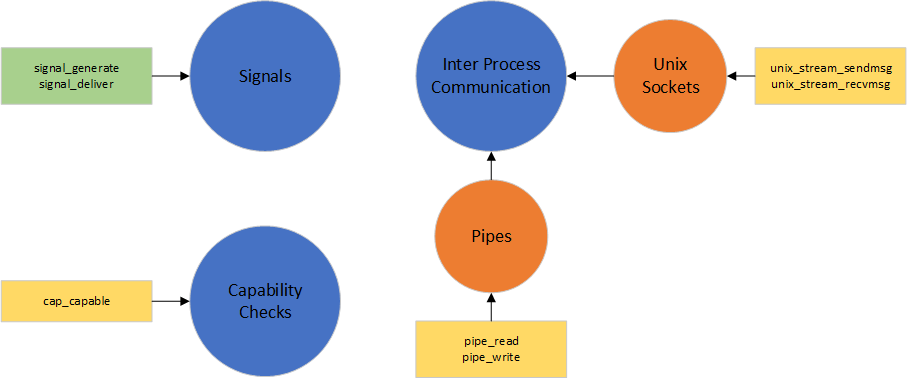 signal_generate
signal_deliver
Signals
Inter Process
Communication
Unix
Sockets
unix_stream_sendmsg
unix_stream_recvmsg
Pipes
cap_capable
Capability
Checks
pipe_read
pipe_write